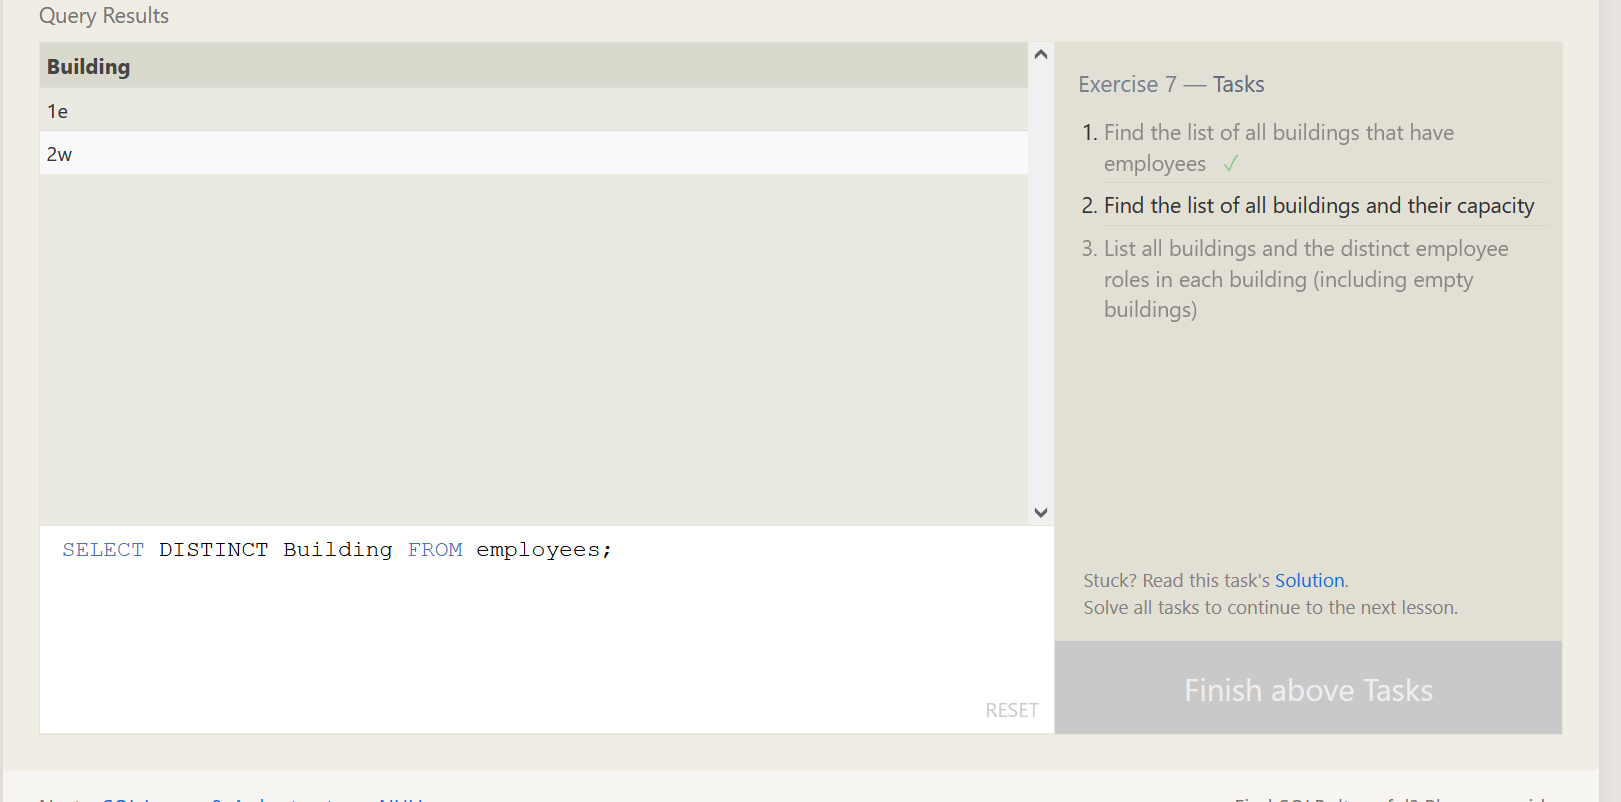 Query Results
Building
1e
2w
SELECT DISTINCT Building FROM employees;
RESET
Exercise 7 — Tasks
1. Find the list of all buildings that have
employees ✓
2. Find the list of all buildings and their capacity
3. List all buildings and the distinct employee
roles in each building (including empty
buildings)
Stuck? Read this task's Solution.
Solve all tasks to continue to the next lesson.
Finish above Tasks